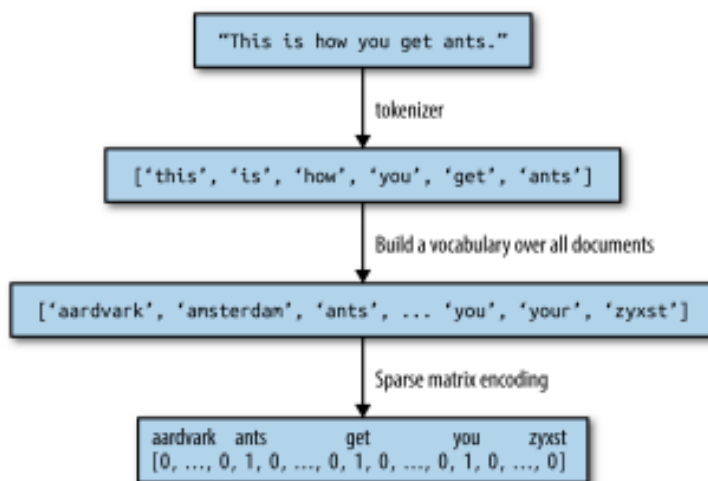 “This is how you get ants.”
tokenizer
[‘this’, ‘is’, ‘how’, ‘you’, ‘get’, ‘ants’]
Build a vocabulary over all documents
[‘aardvark’, ‘amsterdam’, ‘ants’, ... ‘you’, ‘your’, ‘zyxst’]
Sparse matrix encoding
aardvark ants get you zyxst
[0, ..., 0, 1, 0, ..., 0, 1, 0, ..., 0, 1, 0, ..., 0]